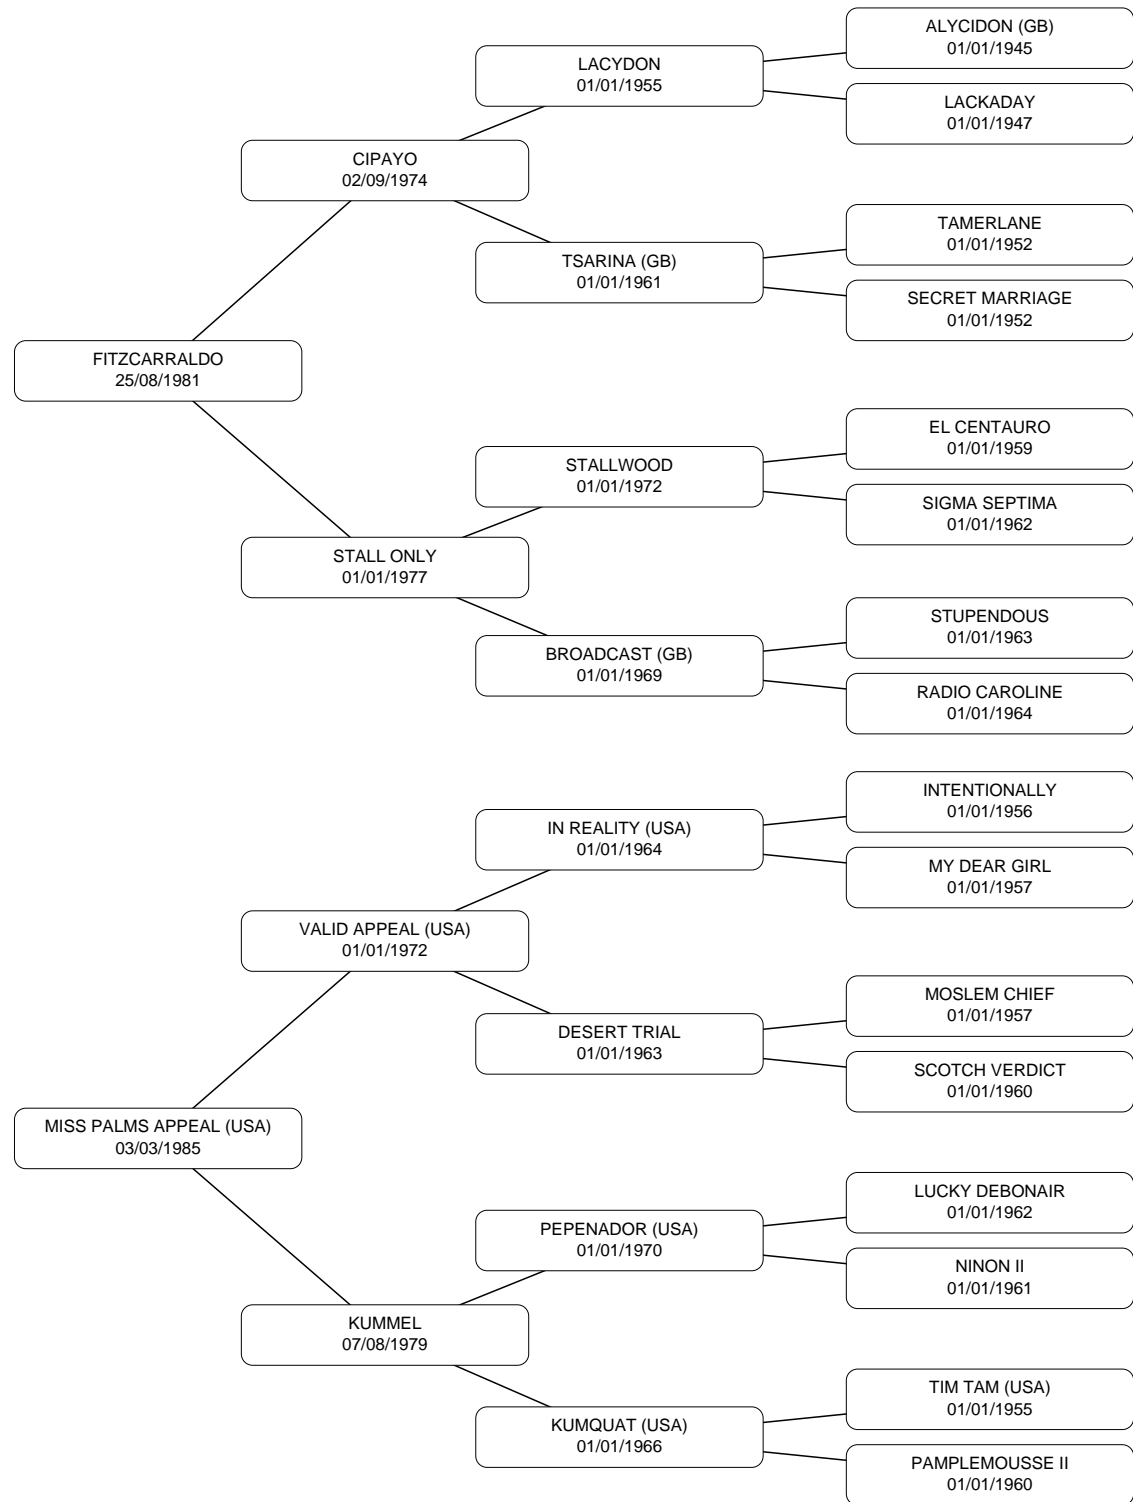 ALYCIDON (GB)
01/01/1945
LACYDON
01/01/1955
LACKADAY
01/01/1947
CIPAYO
02/09/1974
TAMERLANE
01/01/1952
TSARINA (GB)
01/01/1961
SECRET MARRIAGE
01/01/1952
FITZCARRALDO
25/08/1981
EL CENTAURO
01/01/1959
STALLWOOD
01/01/1972
SIGMA SEPTIMA
01/01/1962
STALL ONLY
01/01/1977
STUPENDOUS
01/01/1963
BROADCAST (GB)
01/01/1969
RADIO CAROLINE
01/01/1964
INTENTIONALLY
01/01/1956
IN REALITY (USA)
01/01/1964
MY DEAR GIRL
01/01/1957
VALID APPEAL (USA)
01/01/1972
MOSLEM CHIEF
01/01/1957
DESERT TRIAL
01/01/1963
SCOTCH VERDICT
01/01/1960
MISS PALMS APPEAL (USA)
03/03/1985
LUCKY DEBONAIR
01/01/1962
PEPENADOR (USA)
01/01/1970
NINON II
01/01/1961
KUMMEL
07/08/1979
TIM TAM (USA)
01/01/1955
KUMQUAT (USA)
01/01/1966
PAMPLEMOUSSE II
01/01/1960